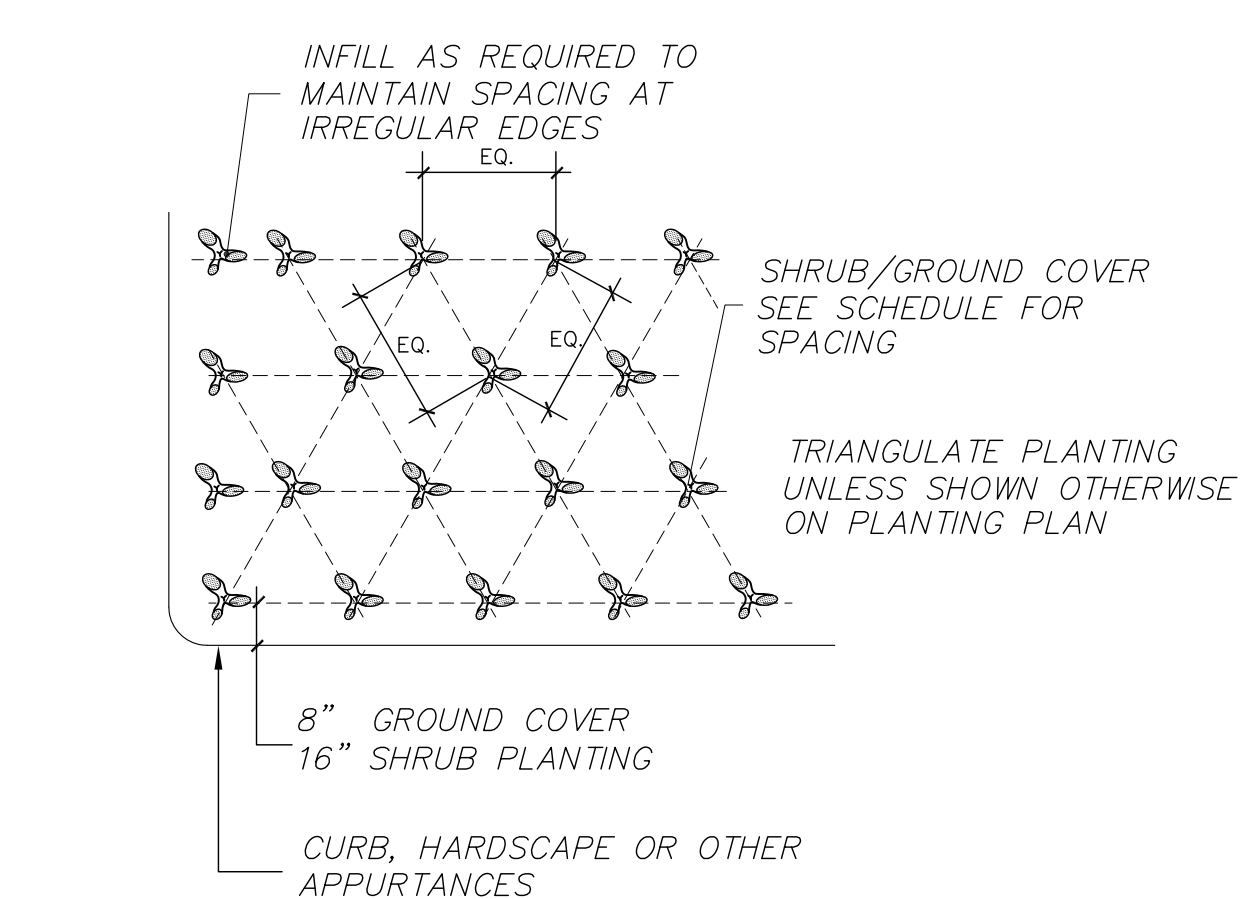 INFILL AS REQUIRED TO
MAINTAIN SPACING AT
IRREGULAR EDGES
EQ.
SHRUB/GROUND COVER
SEE SCHEDULE FOR
SPACING
EQ.
EQ.
TRIANGULATE PLANTING
UNLESS SHOWN OTHERWISE
ON PLANTING PLAN
8” GROUND COVER
16” SHRUB PLANTING
CURB, HARDSCAPE OR OTHER
APPURTANCES